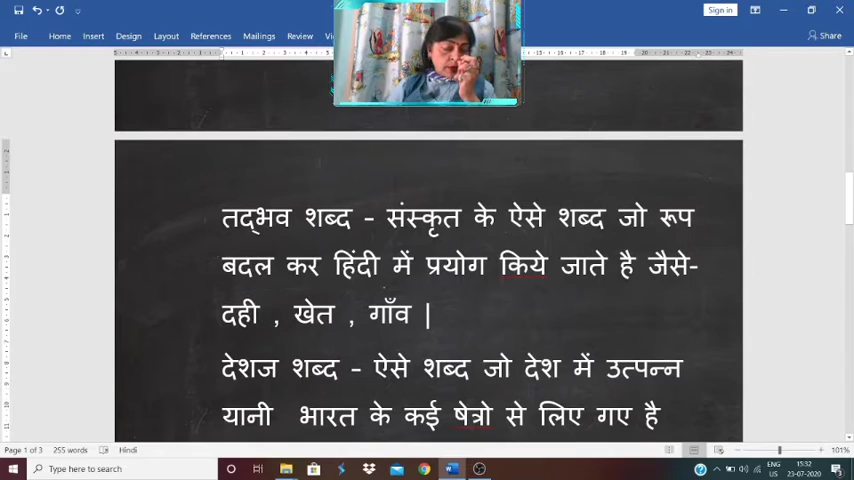 Sign in
File Home Insert Design Layout References Mailings Review Share
तद्भव शब्द - संस्कृत के ऐसे शब्द जो रूप
बदल कर हिंदी में प्रयोग किये जाते है जैसे-
दही , खेत , गाँव |
देशज शब्द - ऐसे शब्द जो देश में उत्पन्न
यानी भारत के कई षेत्रो से लिए गए है
Page 1 of 3 255 words Hindi 101%
Type here to search
ENG 15:32
US 23-07-2020